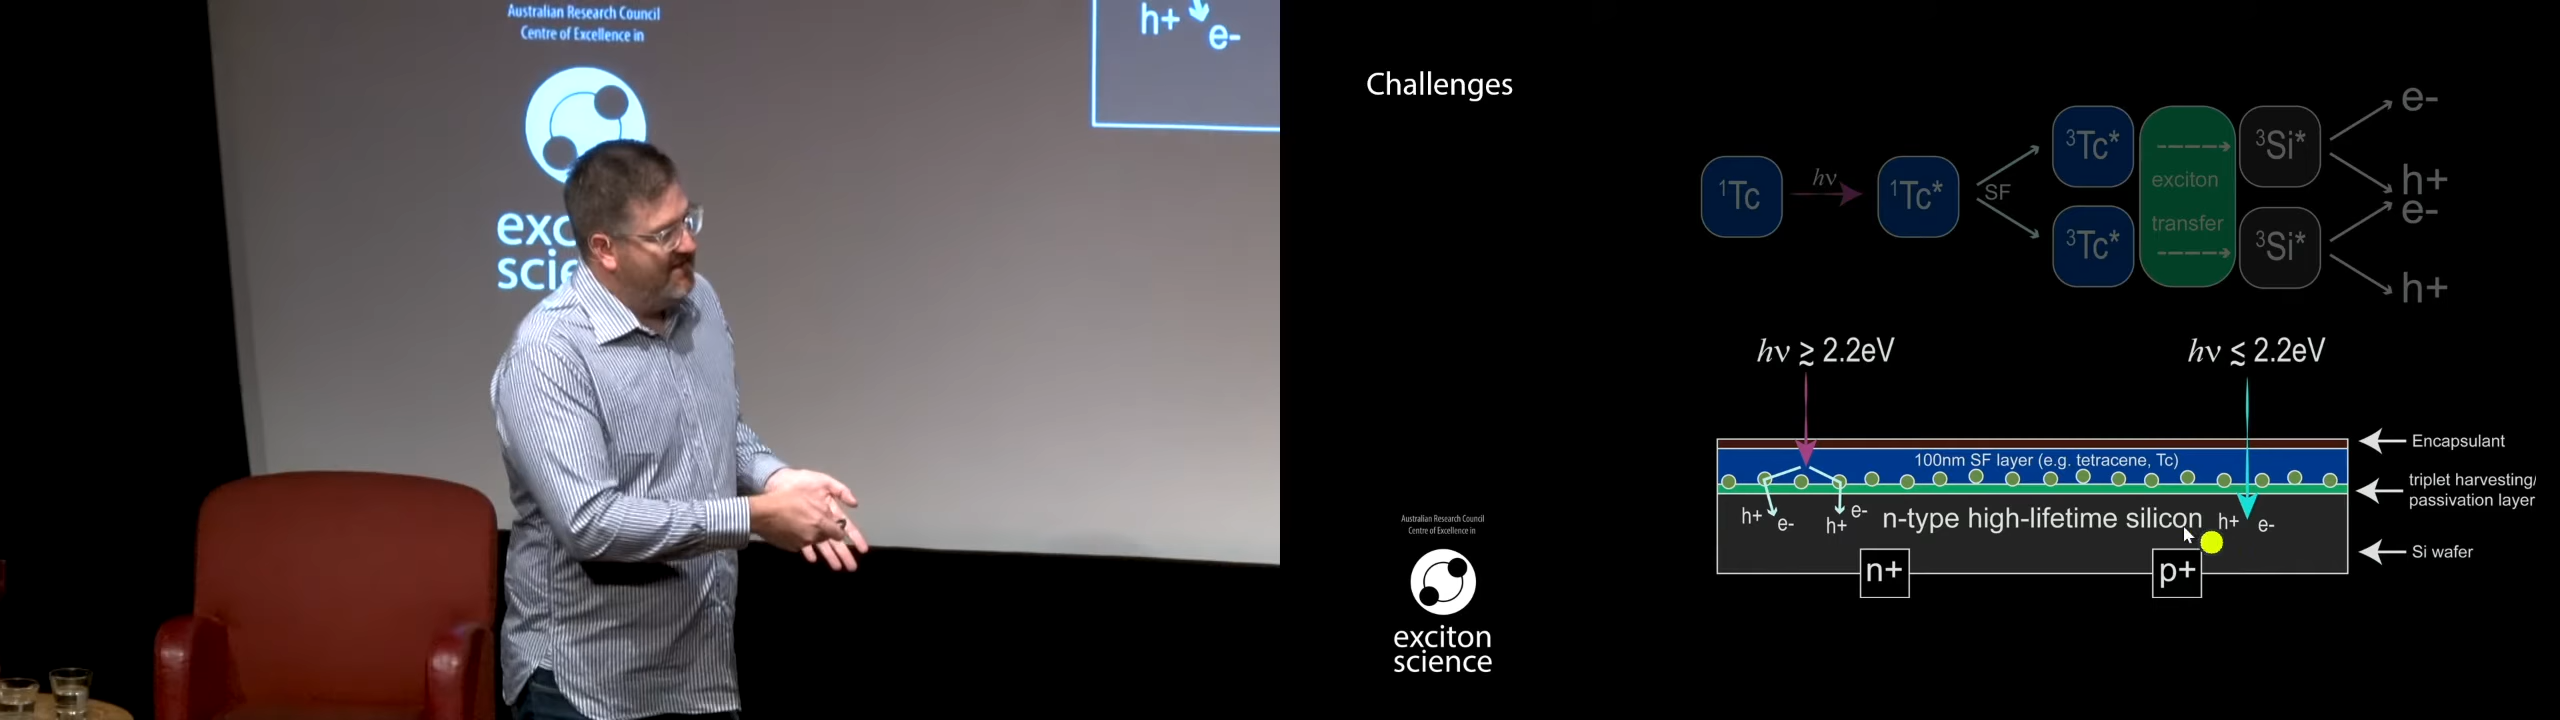 Australian Research Council
Centre of Excellence in
exc
scie
h+
e-
Challenges
¹Tc
hν
¹Tc*
SF
³Tc*
³Tc*
exciton
transfer
³Si*
³Si*
e-
h+
e-
h+
hν ≳ 2.2eV
hν ≲ 2.2eV
100nm SF layer (e.g. tetracene, Tc)
h+
e-
h+
e-
n-type high-lifetime silicon
h+
e-
n+
p+
Encapsulant
triplet harvesting/
passivation layer
Si wafer
Australian Research Council
Centre of Excellence in
exciton
science